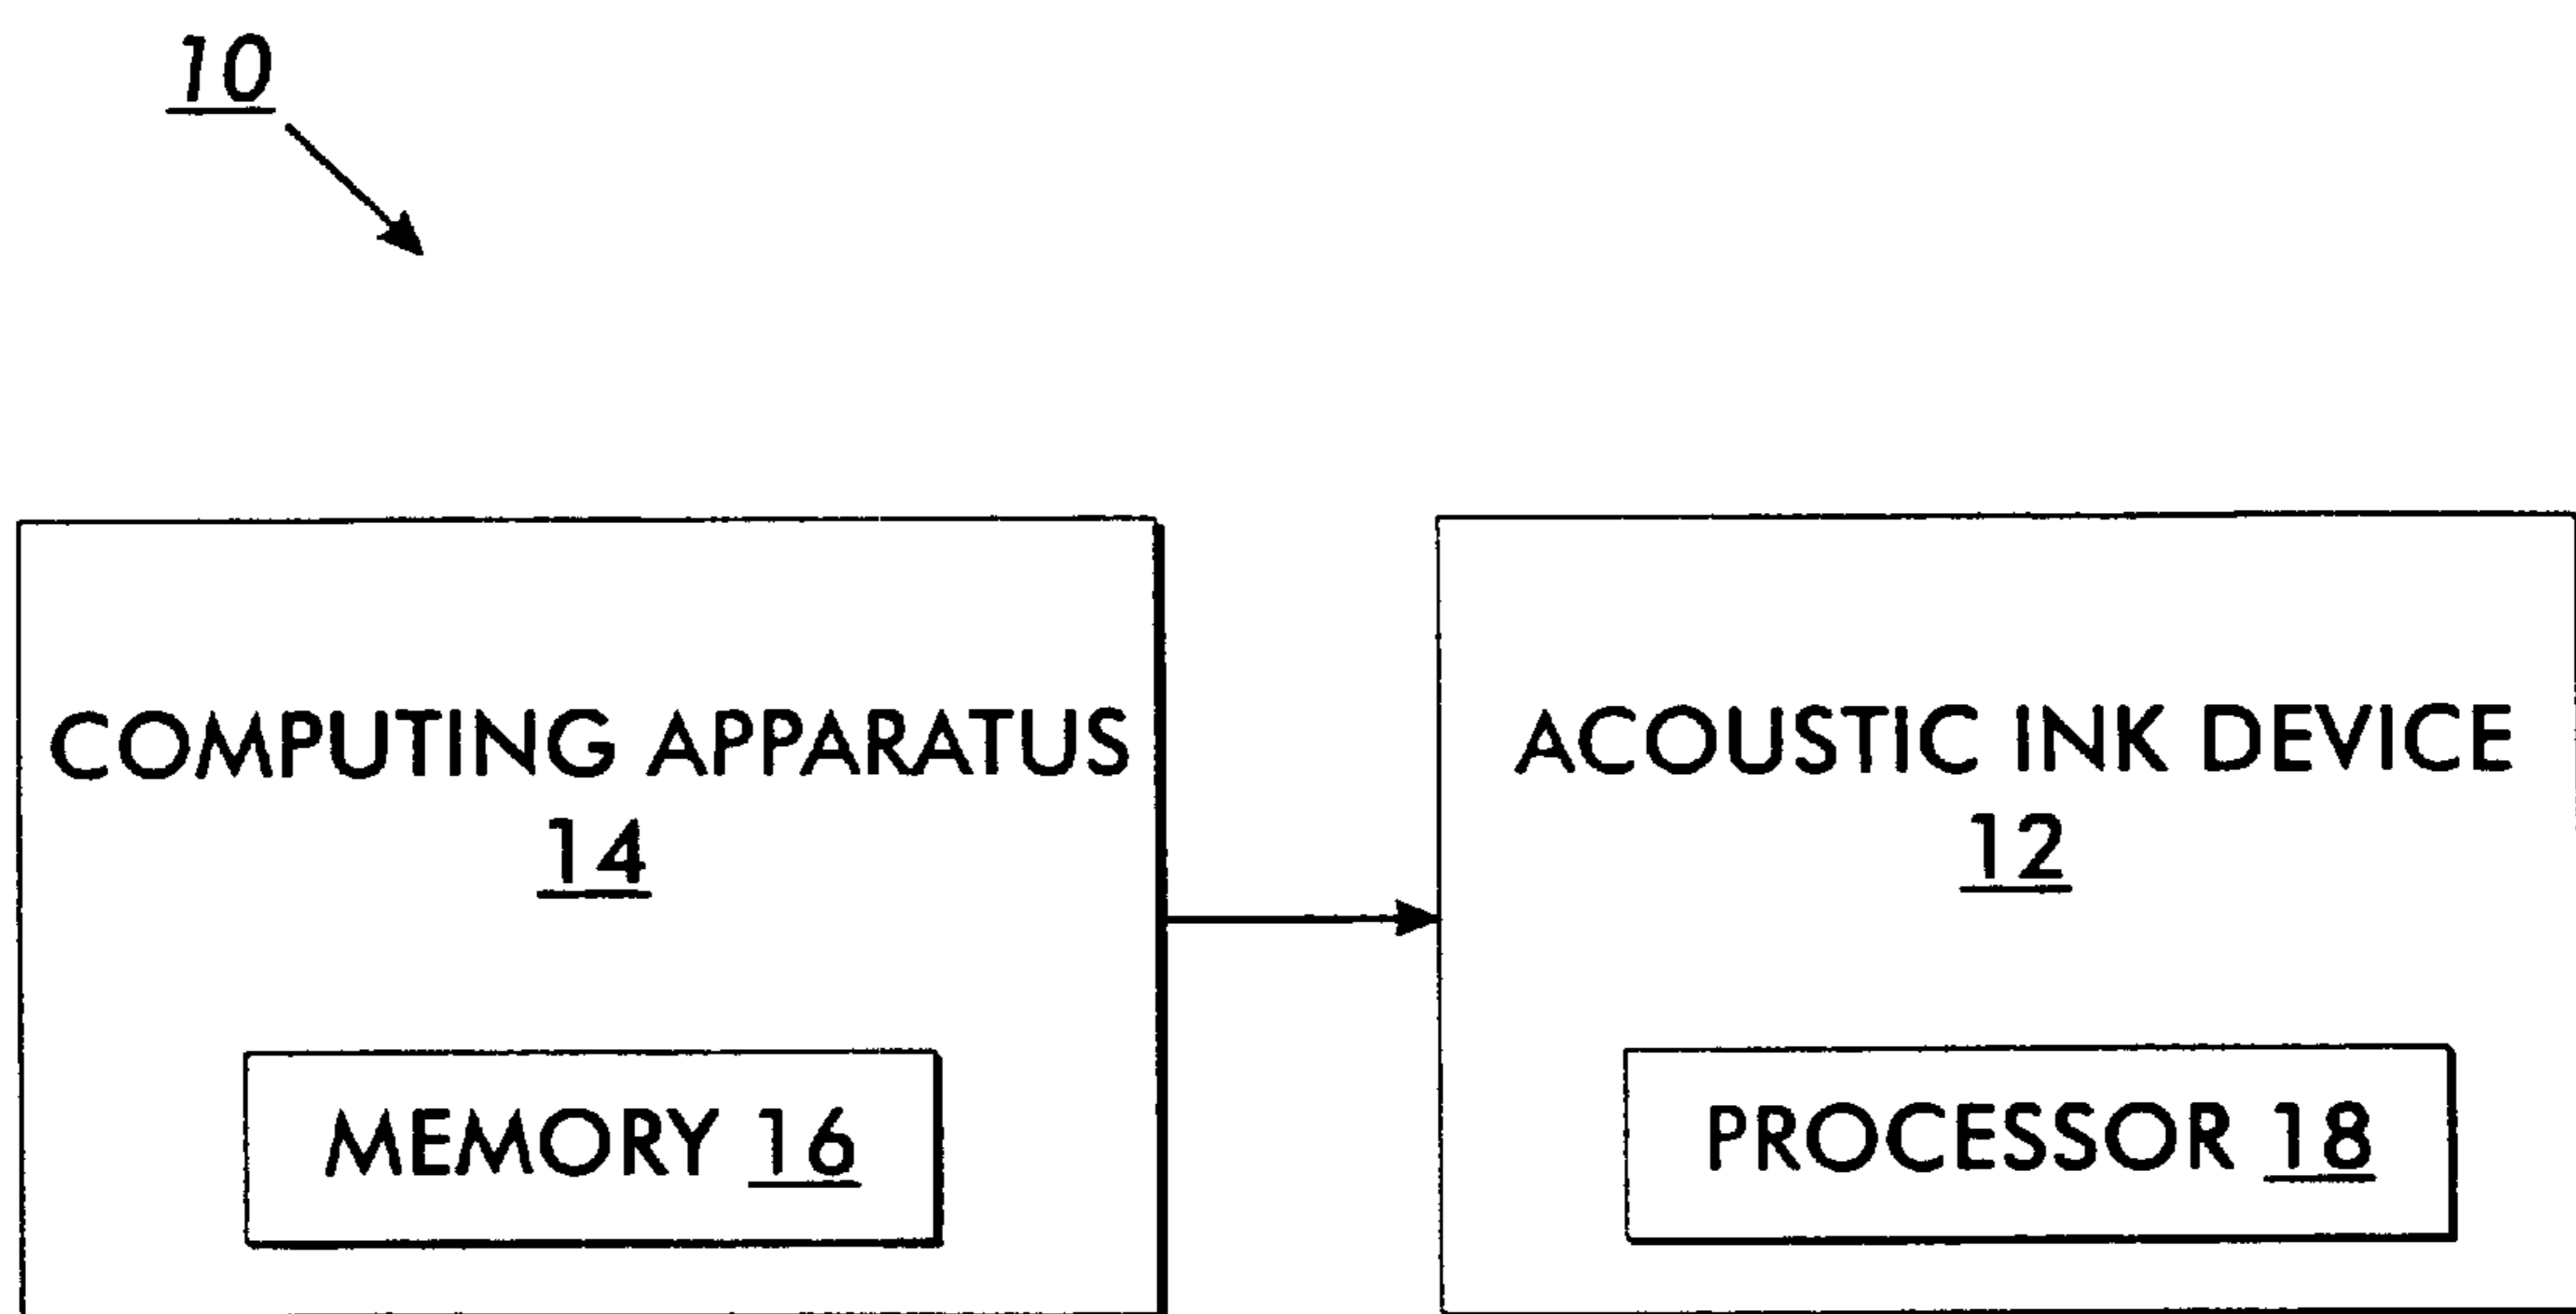 10
COMPUTING APPARATUS
14
MEMORY 16
ACOUSTIC INK DEVICE
12
PROCESSOR 18